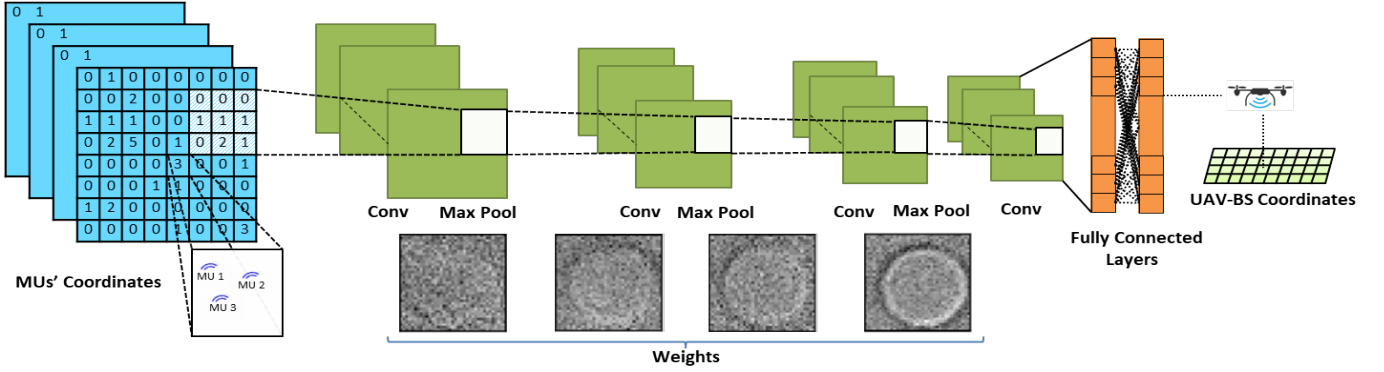 0 1
0 1
0 1
0 1 0 0 0 0 0 0
0 0 2 0 0 0 0 0
1 1 1 0 0 1 1 1
0 2 5 0 1 0 2 1
0 0 0 0 3 0 0 1
0 0 0 1 1 0 0 0
1 2 0 0 0 0 0 0
0 0 0 0 1 0 0 3
MUs' Coordinates
MU 1
MU 2
MU 3
Conv Max Pool
Conv Max Pool
Conv Max Pool
Conv
Weights
Fully Connected
Layers
UAV-BS Coordinates